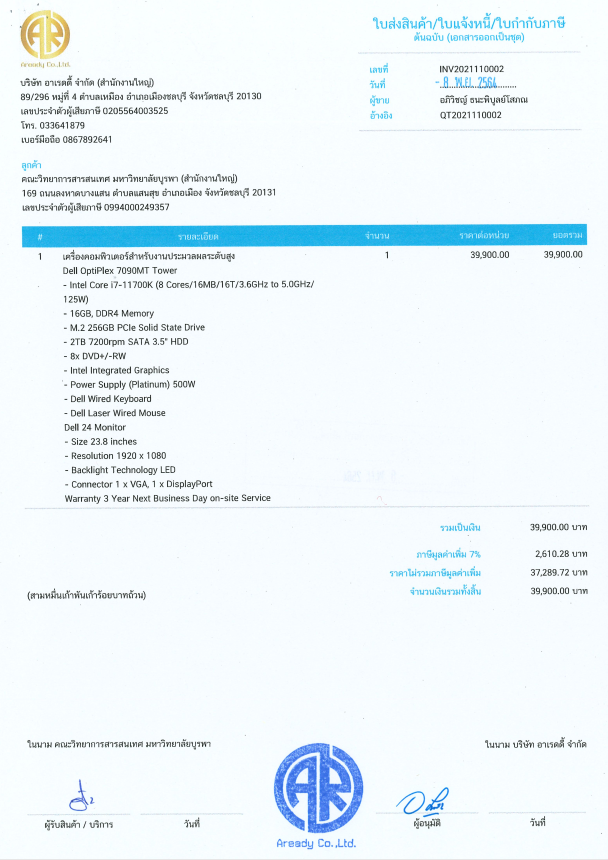 Aready Co.,Ltd.
ใบส่งสินค้า/ใบแจ้งหนี้/ใบกำกับภาษี
ต้นฉบับ (เอกสารออกเป็นชุด)
เลขที่ INV2021110002
วันที่ - 8 พ.ย. 2564
ผู้ขาย อภิวิชญ์ ธนะพิบูลย์โสภณ
อ้างอิง QT2021110002
บริษัท อาเรดดี้ จำกัด (สำนักงานใหญ่)
89/296 หมู่ที่ 4 ตำบลเหมือง อำเภอเมืองชลบุรี จังหวัดชลบุรี 20130
เลขประจำตัวผู้เสียภาษี 0205564003525
โทร. 033641879
เบอร์มือถือ 0867892641
ลูกค้า
คณะวิทยาการสารสนเทศ มหาวิทยาลัยบูรพา (สำนักงานใหญ่)
169 ถนนลงหาดบางแสน ตำบลแสนสุข อำเภอเมือง จังหวัดชลบุรี 20131
เลขประจำตัวผู้เสียภาษี 0994000249357
# รายละเอียด จำนวน ราคาต่อหน่วย ยอดรวม
1 เครื่องคอมพิวเตอร์สำหรับงานประมวลผลระดับสูง 1 39,900.00 39,900.00
Dell OptiPlex 7090MT Tower
- Intel Core i7-11700K (8 Cores/16MB/16T/3.6GHz to 5.0GHz/
125W)
- 16GB, DDR4 Memory
- M.2 256GB PCIe Solid State Drive
- 2TB 7200rpm SATA 3.5" HDD
- 8x DVD+/-RW
- Intel Integrated Graphics
- Power Supply (Platinum) 500W
- Dell Wired Keyboard
- Dell Laser Wired Mouse
Dell 24 Monitor
- Size 23.8 inches
- Resolution 1920 x 1080
- Backlight Technology LED
- Connector 1 x VGA, 1 x DisplayPort
Warranty 3 Year Next Business Day on-site Service
รวมเป็นเงิน 39,900.00 บาท
ภาษีมูลค่าเพิ่ม 7% 2,610.28 บาท
ราคาไม่รวมภาษีมูลค่าเพิ่ม 37,289.72 บาท
(สามหมื่นเก้าพันเก้าร้อยบาทถ้วน) จำนวนเงินรวมทั้งสิ้น 39,900.00 บาท
ในนาม คณะวิทยาการสารสนเทศ มหาวิทยาลัยบูรพา ในนาม บริษัท อาเรดดี้ จำกัด
ผู้รับสินค้า / บริการ วันที่ ผู้อนุมัติ วันที่
Aready Co.,Ltd.